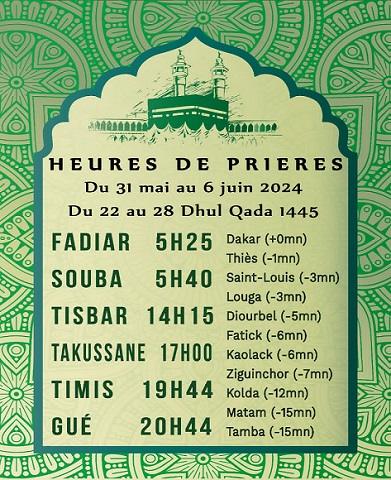 HEURES DE PRIERES
Du 31 mai au 6 juin 2024
Du 22 au 28 Dhul Qada 1445
FADIAR 5H25
SOUBA 5H40
TISBAR 14H15
TAKUSSANE 17H00
TIMIS 19H44
GUÉ 20H44
Dakar (+0mn)
Thiès (-1mn)
Saint-Louis (-3mn)
Louga (-3mn)
Diourbel (-5mn)
Fatick (-6mn)
Kaolack (-6mn)
Ziguinchor (-7mn)
Kolda (-12mn)
Matam (-15mn)
Tamba (-15mn)